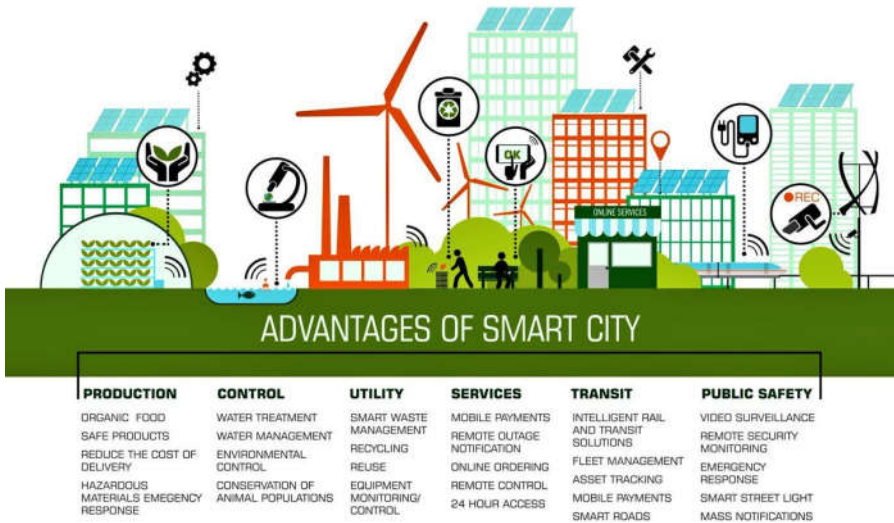 OK
ONLINE SERVICES
REC
ADVANTAGES OF SMART CITY
PRODUCTION
ORGANIC FOOD
SAFE PRODUCTS
REDUCE THE COST OF
DELIVERY
HAZARDOUS
MATERIALS EMEGENCY
RESPONSE
CONTROL
WATER TREATMENT
WATER MANAGEMENT
ENVIRONMENTAL
CONTROL
CONSERVATION OF
ANIMAL POPULATIONS
UTILITY
SMART WASTE
MANAGEMENT
RECYCLING
REUSE
EQUIPMENT
MONITORING/
CONTROL
SERVICES
MOBILE PAYMENTS
REMOTE OUTAGE
NOTIFICATION
ONLINE ORDERING
REMOTE CONTROL
24 HOUR ACCESS
TRANSIT
INTELLIGENT RAIL
AND TRANSIT
SOLUTIONS
FLEET MANAGEMENT
ASSET TRACKING
MOBILE PAYMENTS
SMART ROADS
PUBLIC SAFETY
VIDEO SURVEILLANCE
REMOTE SECURITY
MONITORING
EMERGENCY
RESPONSE
SMART STREET LIGHT
MASS NOTIFICATIONS